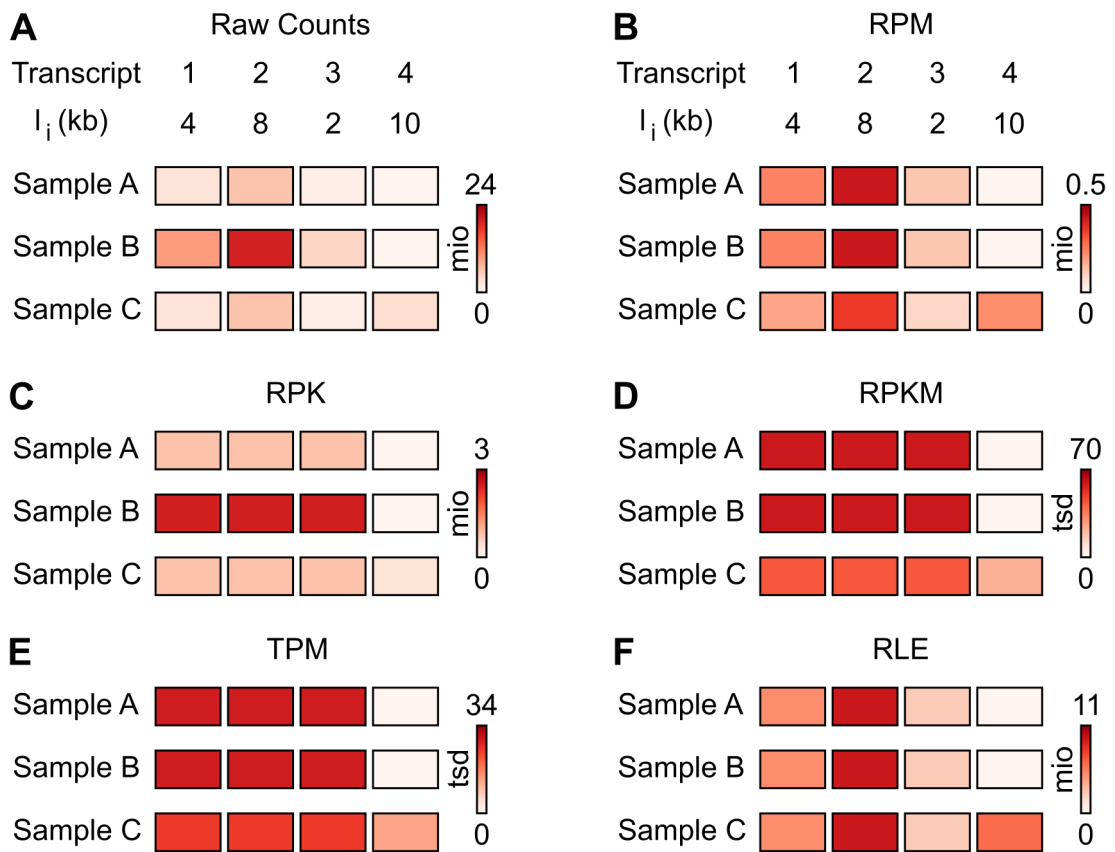 A Raw Counts
Transcript 1 2 3 4
l i (kb) 4 8 2 10
Sample A 24
Sample B mio
Sample C 0
B RPM
Transcript 1 2 3 4
l i (kb) 4 8 2 10
Sample A 0.5
Sample B mio
Sample C 0
C RPK
Sample A 3
Sample B mio
Sample C 0
D RPKM
Sample A 70
Sample B tsd
Sample C 0
E TPM
Sample A 34
Sample B tsd
Sample C 0
F RLE
Sample A 11
Sample B mio
Sample C 0